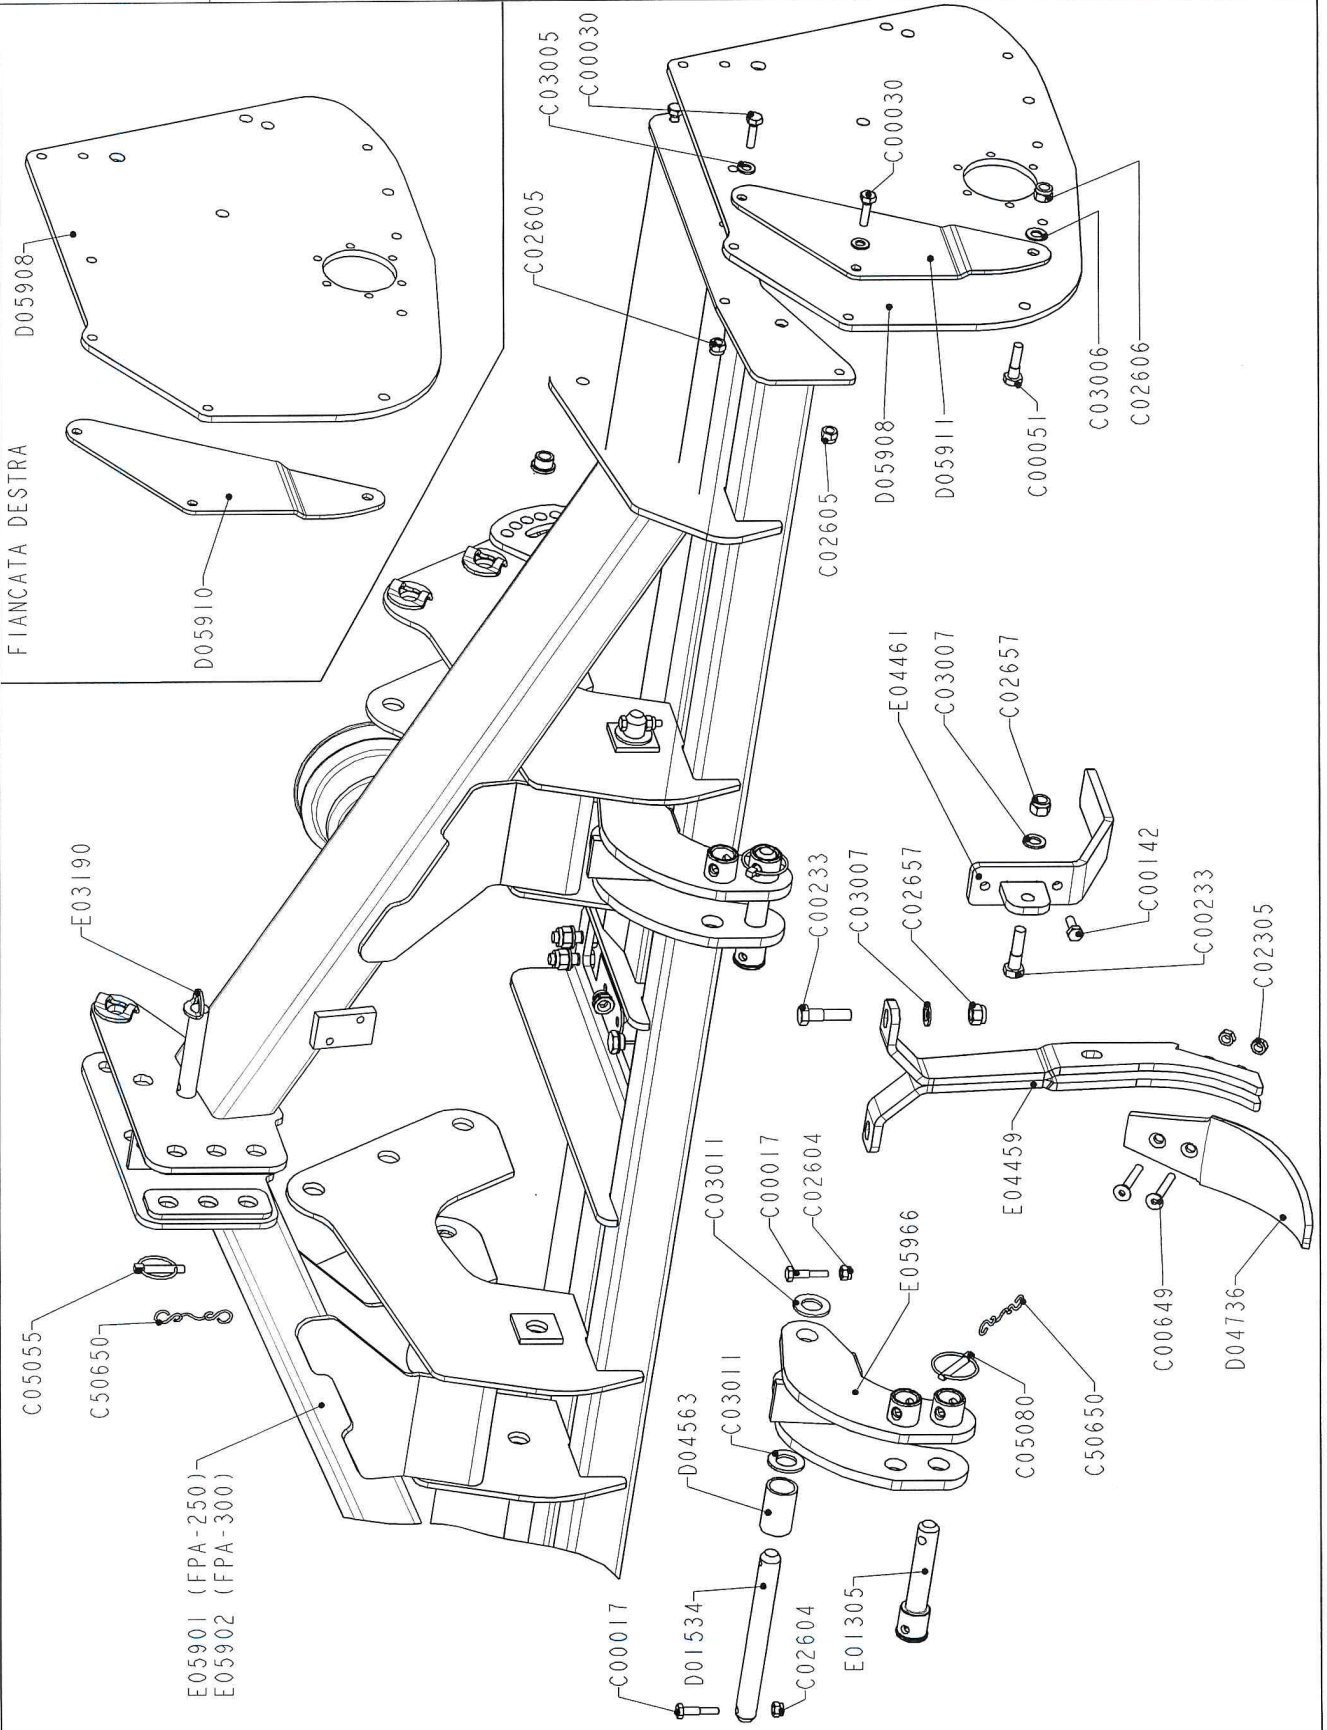 FIANCATA DESTRA
D05908
D05910
C03005
C00030
C00030
C02605
C02605
D05908
D05911
C00051
C03006
C02606
E03190
E04461
C03007
C02657
C00233
C03007
C02657
C00142
C00233
C02305
E04459
C00649
D04736
C05055
C50650
E05901 (FPA-250)
E05902 (FPA-300)
C03011
C00017
C02604
E05966
D04563
C03011
C05080
C50650
C00017
D01534
C02604
E01305